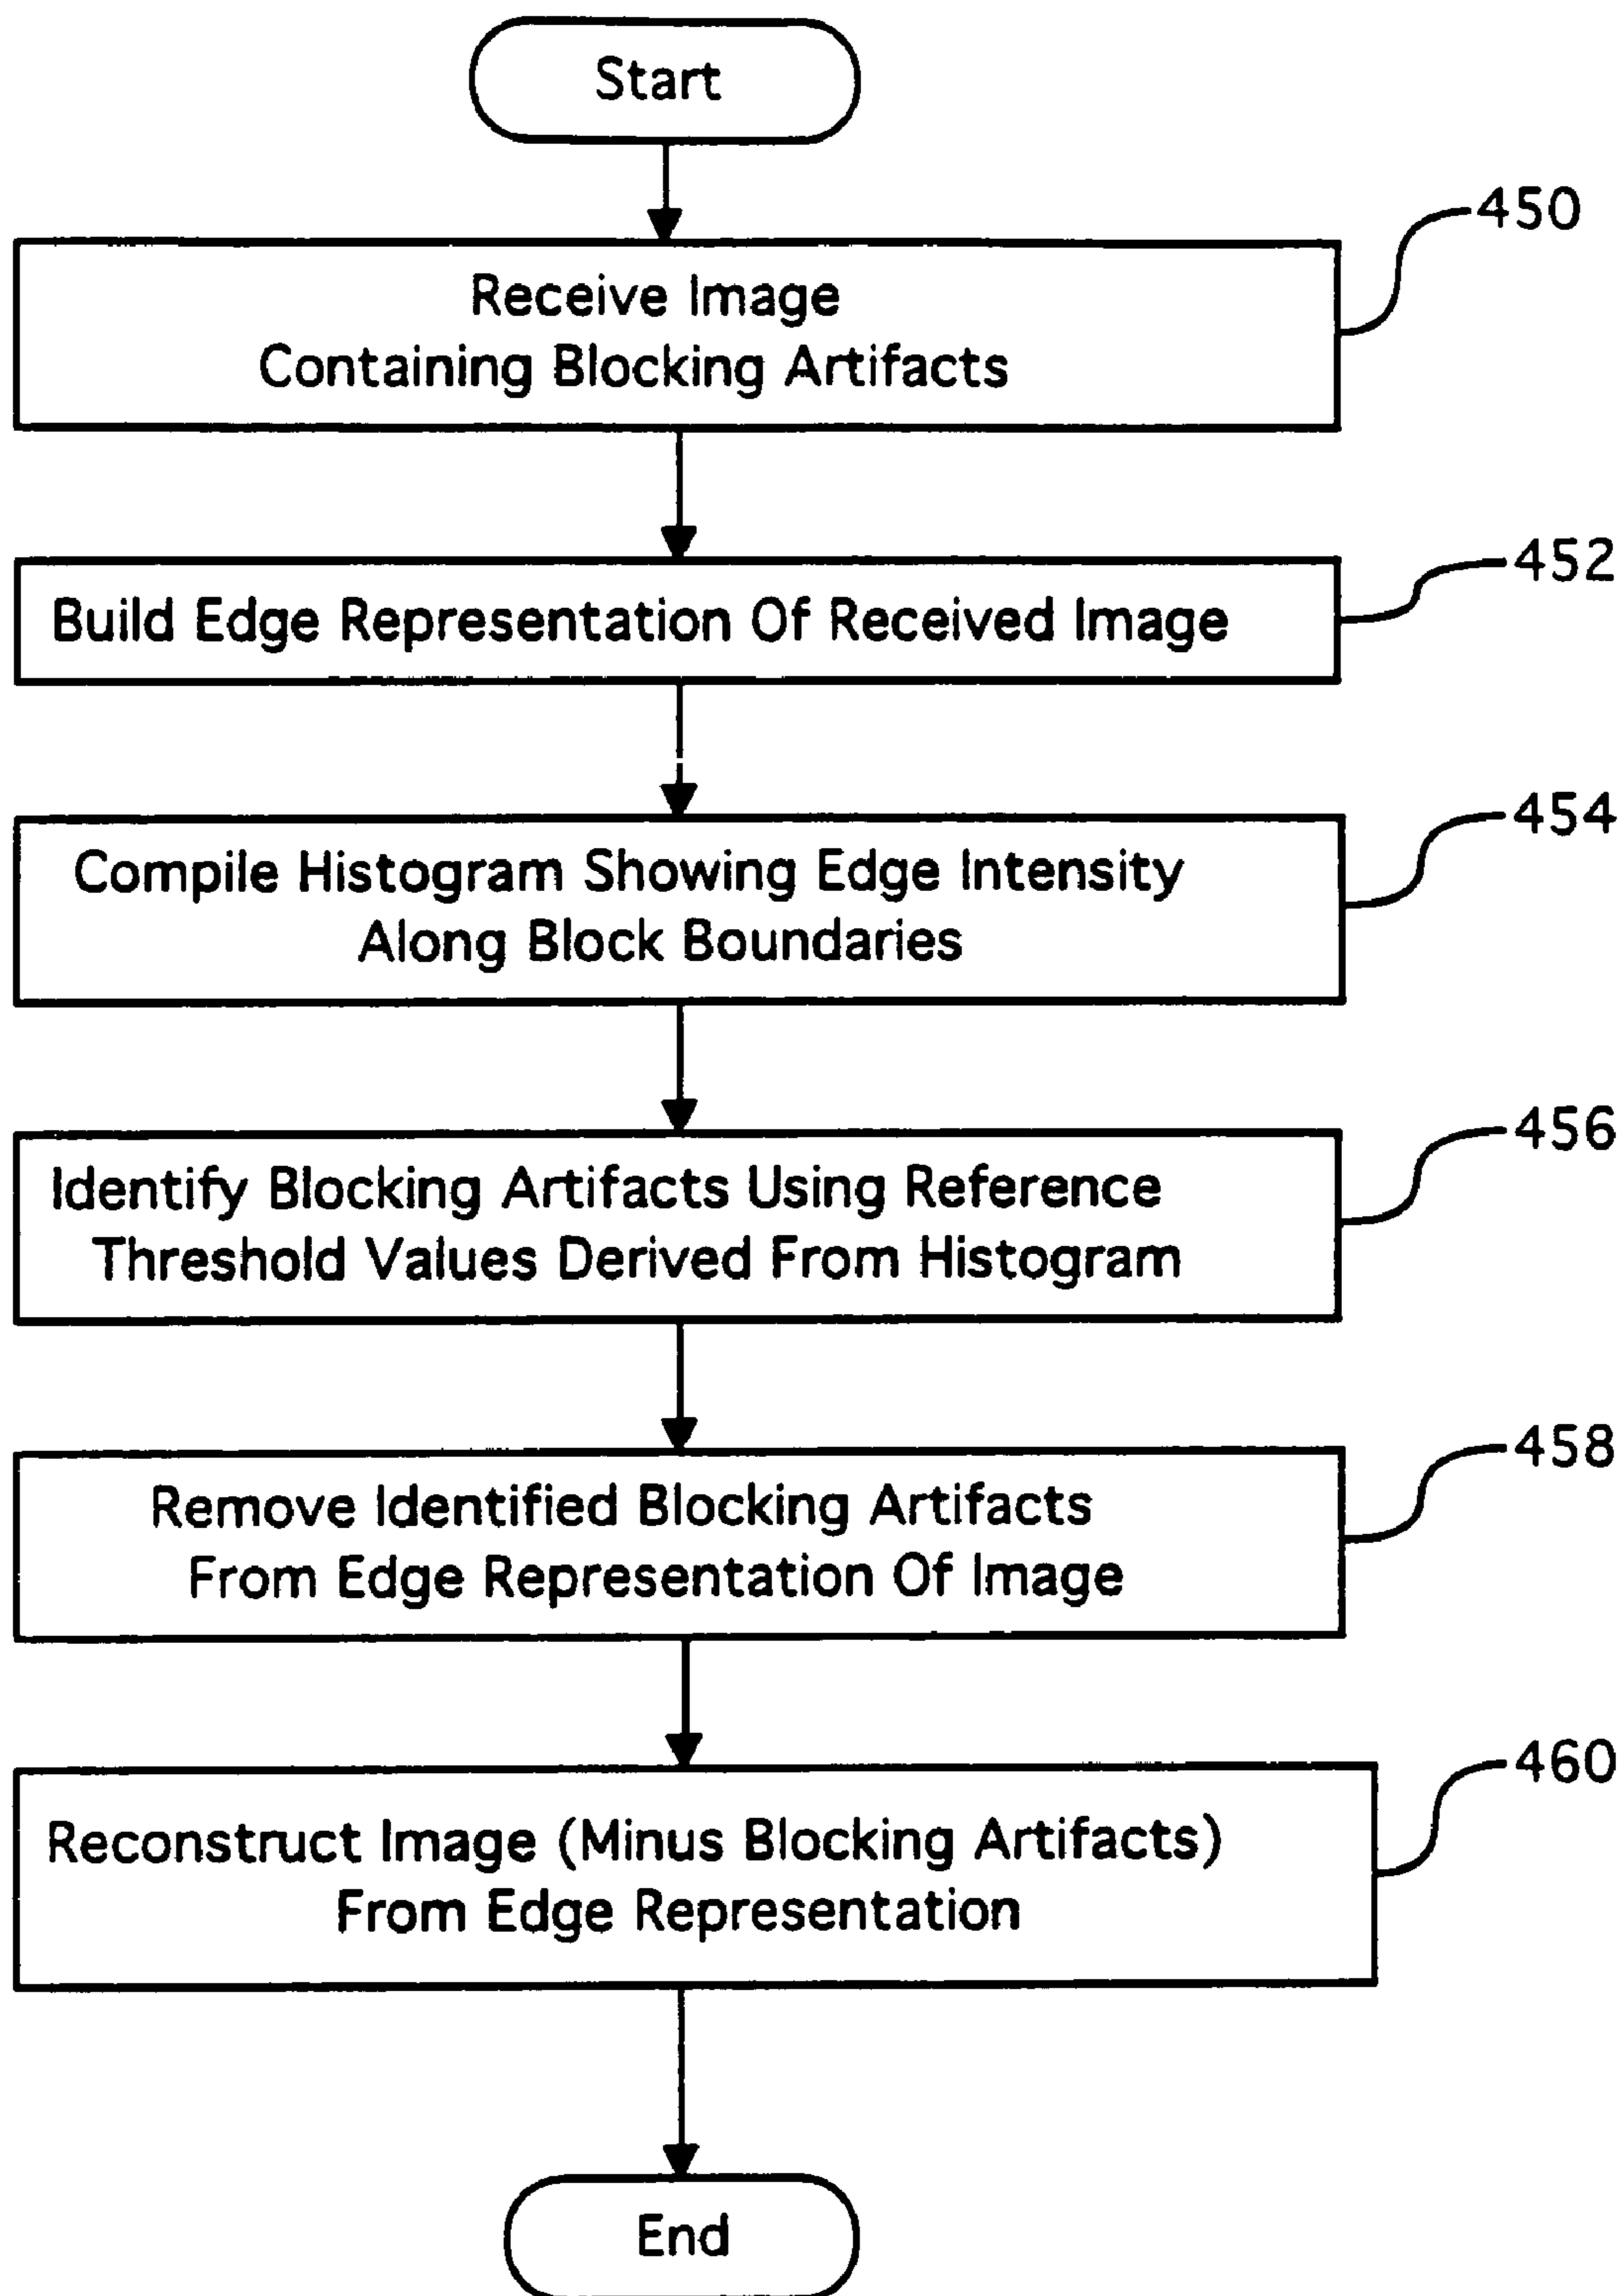 Start
450
Receive Image
Containing Blocking Artifacts
452
Build Edge Representation Of Received Image
454
Compile Histogram Showing Edge Intensity
Along Block Boundaries
456
Identify Blocking Artifacts Using Reference
Threshold Values Derived From Histogram
458
Remove Identified Blocking Artifacts
From Edge Representation Of Image
460
Reconstruct Image (Minus Blocking Artifacts)
From Edge Representation
End